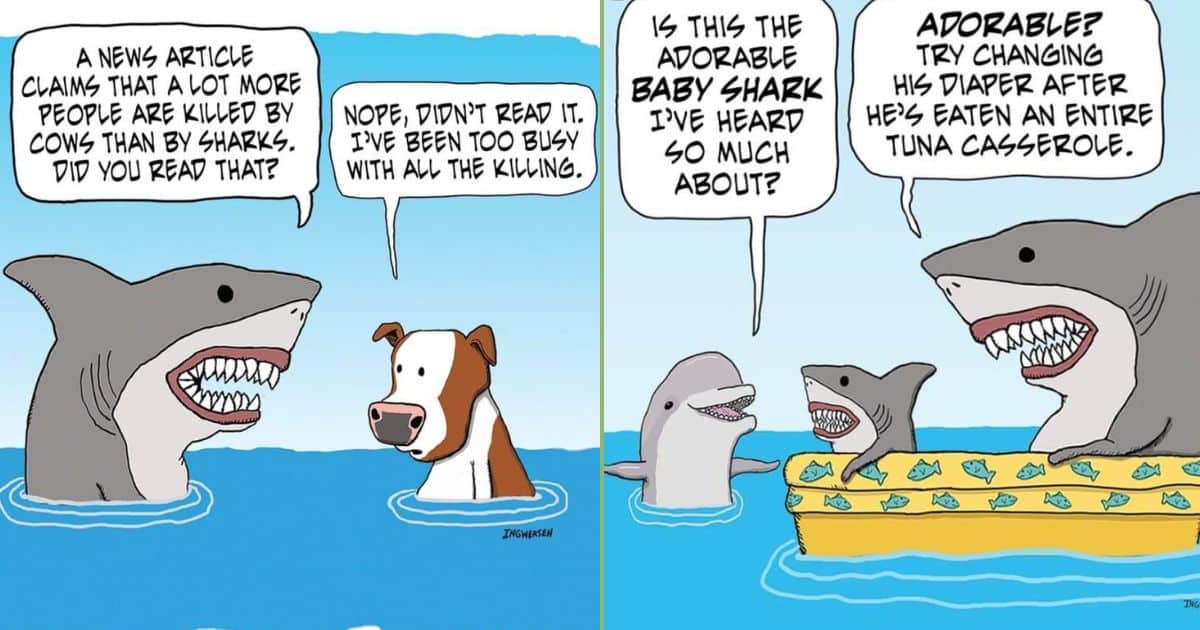 A NEWS ARTICLE
CLAIMS THAT A LOT MORE
PEOPLE ARE KILLED BY
COWS THAN BY SHARKS.
DID YOU READ THAT?
NOPE, DIDN'T READ IT.
I'VE BEEN TOO BUSY
WITH ALL THE KILLING.
INGWERSEN
IS THIS THE
ADORABLE
BABY SHARK
I'VE HEARD
SO MUCH
ABOUT?
ADORABLE?
TRY CHANGING
HIS DIAPER AFTER
HE'S EATEN AN ENTIRE
TUNA CASSEROLE.
ING